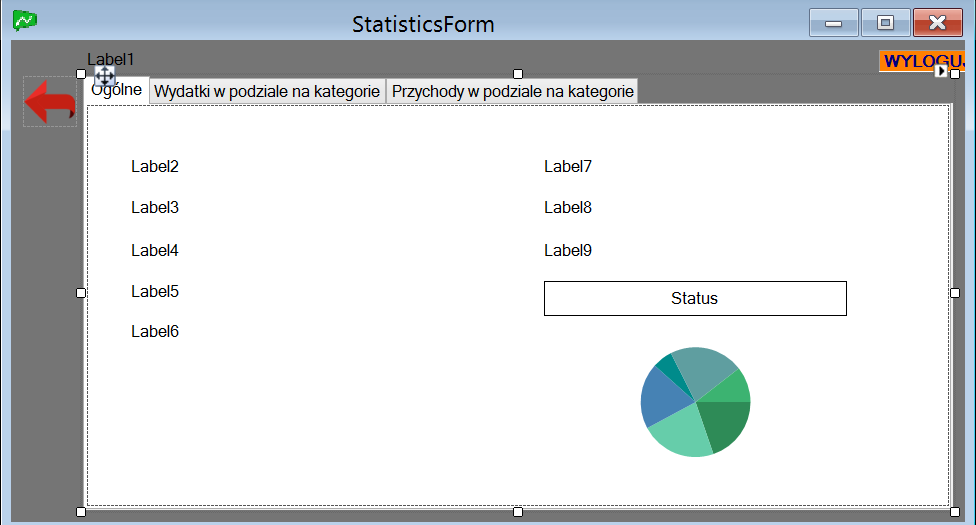 StatisticsForm
Label1
WYLOGUJ
Ogólne Wydatki w podziale na kategorie Przychody w podziale na kategorie
Label2 Label7
Label3 Label8
Label4 Label9
Label5 Status
Label6